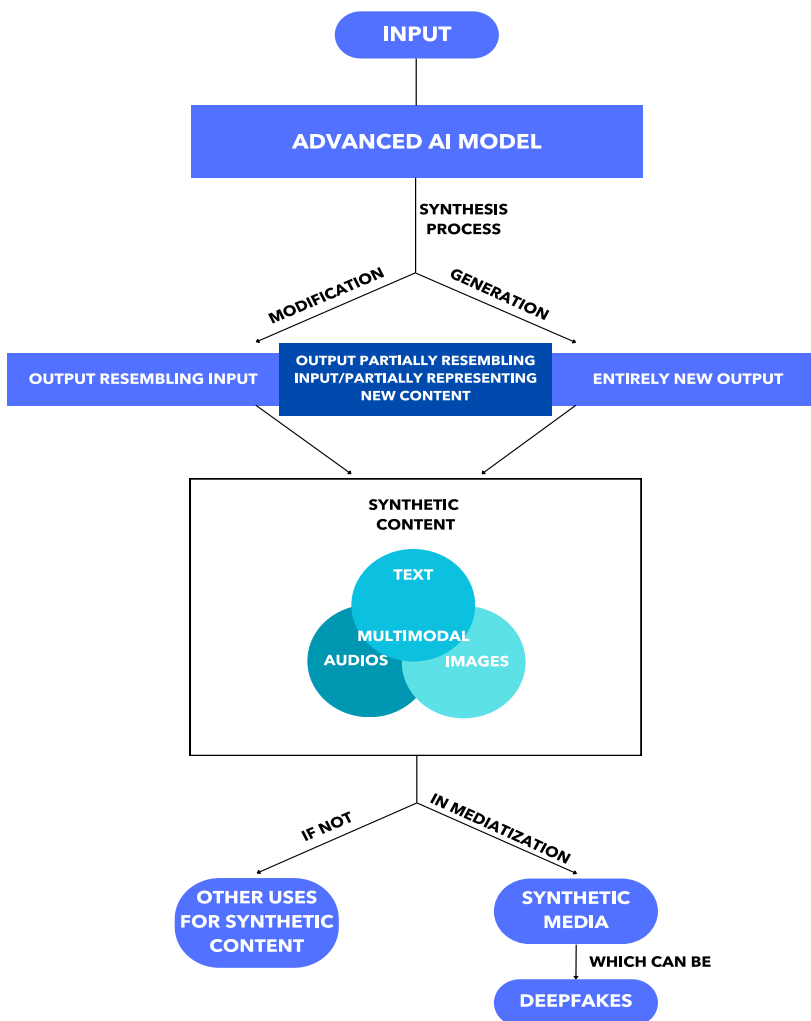 INPUT
ADVANCED AI MODEL
SYNTHESIS
PROCESS
MODIFICATION
GENERATION
OUTPUT RESEMBLING INPUT
OUTPUT PARTIALLY RESEMBLING
INPUT/PARTIALLY REPRESENTING
NEW CONTENT
ENTIRELY NEW OUTPUT
SYNTHETIC
CONTENT
TEXT
MULTIMODAL
AUDIOS
IMAGES
IF NOT
IN MEDIATIZATION
OTHER USES
FOR SYNTHETIC
CONTENT
SYNTHETIC
MEDIA
WHICH CAN BE
DEEPFAKES